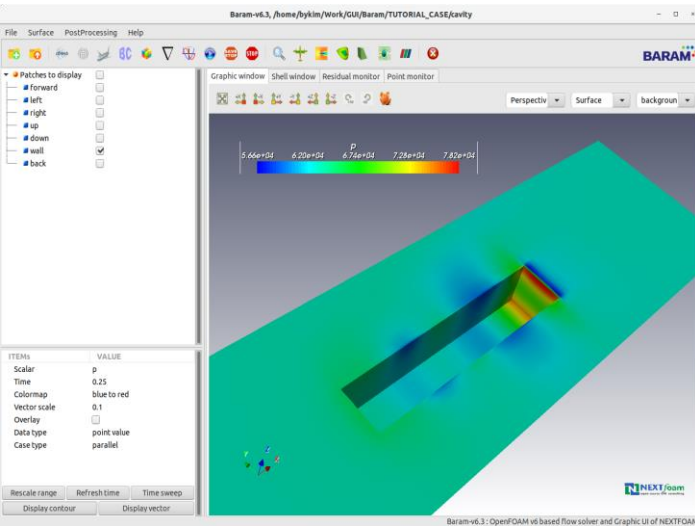 Baram-v6.3, /home/bykim/Work/GUI/Baram/TUTORIAL_CASE/cavity
File Surface PostProcessing Help
BC STOP BARAM
Patches to display
forward
left
right
up
down
wall
back
Graphic window Shell window Residual monitor Point monitor
Perspectiv Surface backgroun
p
5.66e+04 6.20e+04 6.74e+04 7.28e+04 7.82e+04
ITEMs VALUE
Scalar p
Time 0.25
Colormap blue to red
Vector scale 0.1
Overlay
Data type point value
Case type parallel
Rescale range Refresh time Time sweep
Display contour Display vector
NEXTfoam
Baram-v6.3 : OpenFOAM v6 based flow solver and Graphic UI of NEXTFOAM